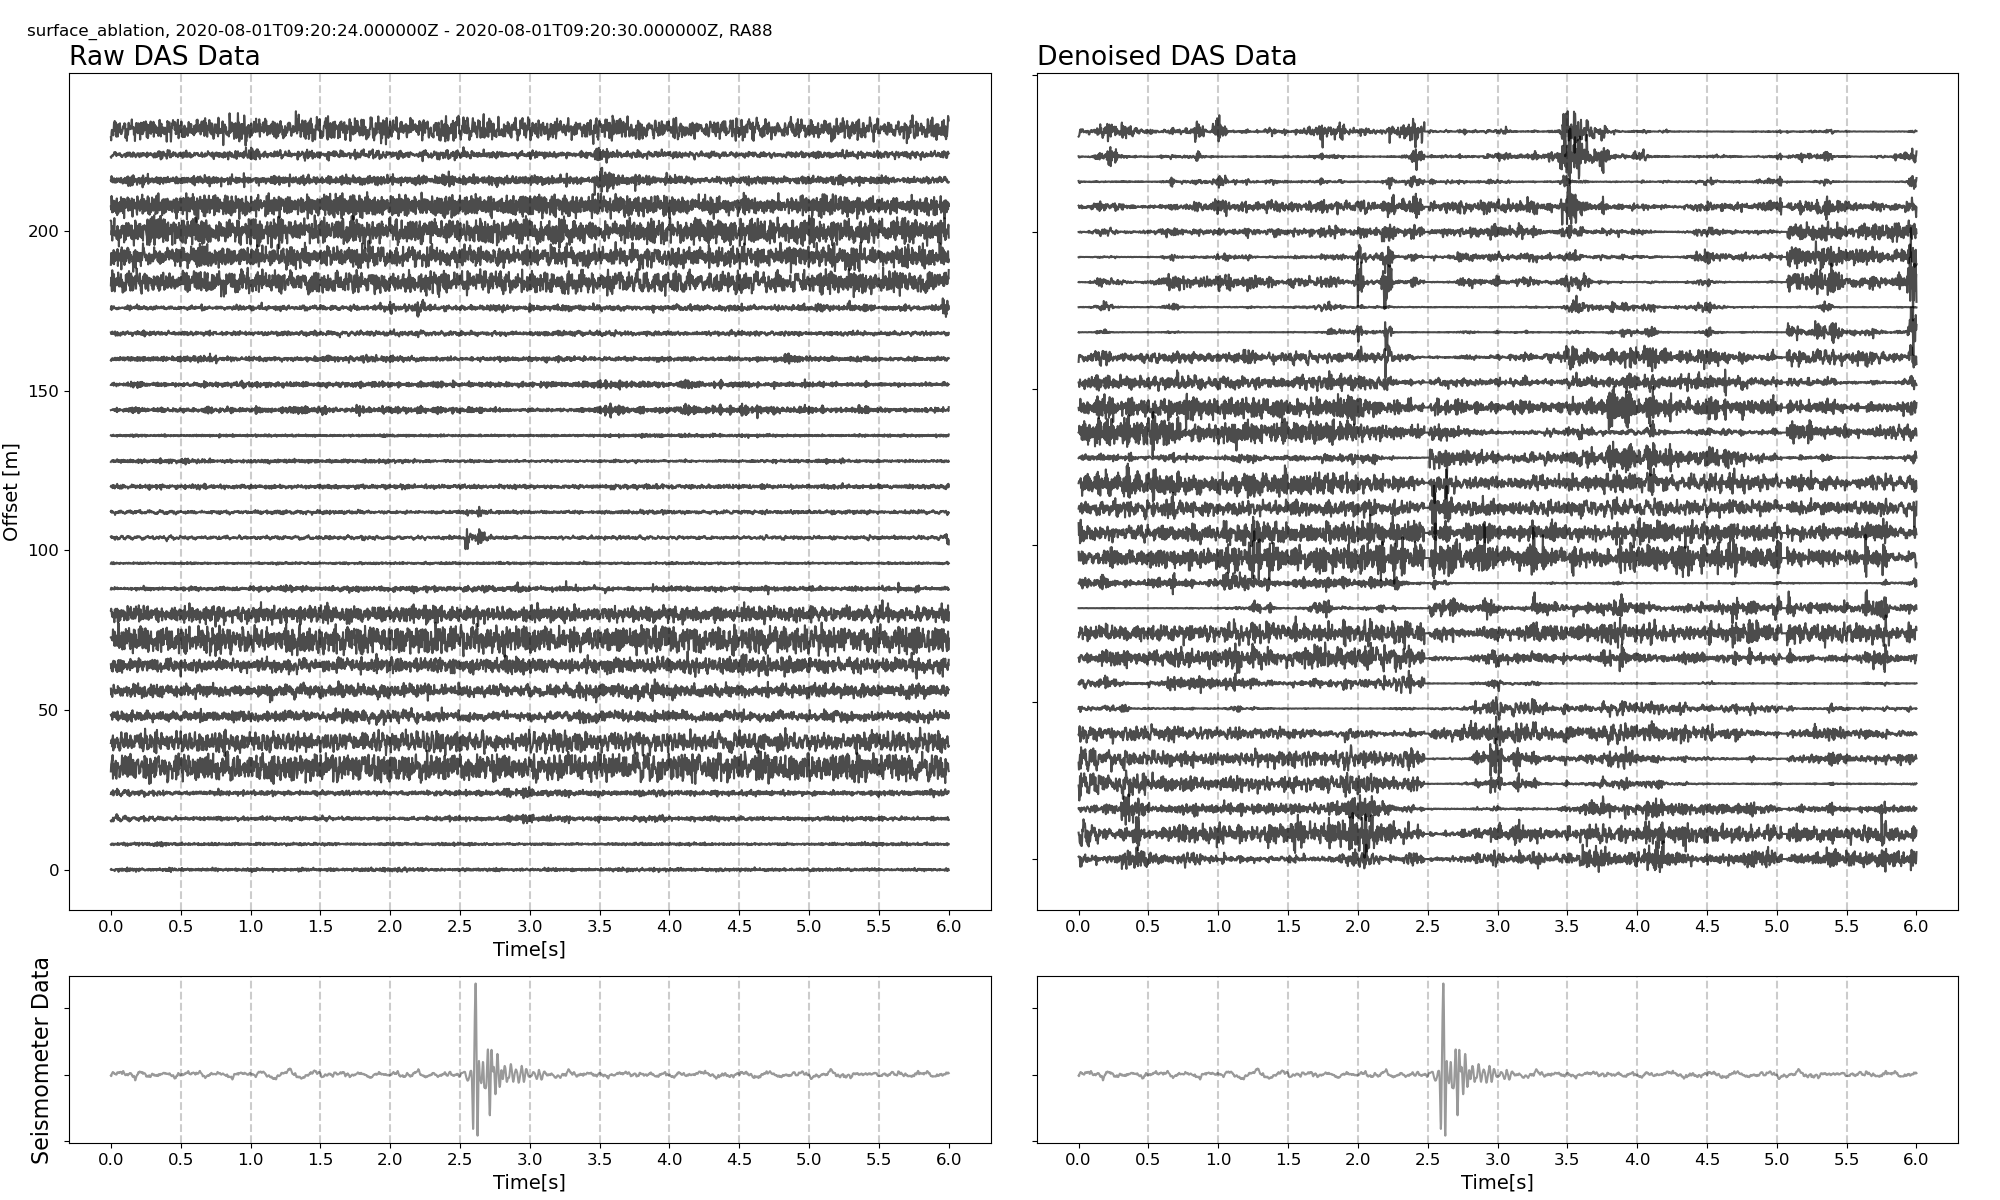 surface_ablation, 2020-08-01T09:20:24.000000Z - 2020-08-01T09:20:30.000000Z, RA88
Raw DAS Data
Denoised DAS Data
Offset [m]
200
150
100
50
0
0.0 0.5 1.0 1.5 2.0 2.5 3.0 3.5 4.0 4.5 5.0 5.5 6.0
Time[s]
0.0 0.5 1.0 1.5 2.0 2.5 3.0 3.5 4.0 4.5 5.0 5.5 6.0
Seismometer Data
0.0 0.5 1.0 1.5 2.0 2.5 3.0 3.5 4.0 4.5 5.0 5.5 6.0
Time[s]
0.0 0.5 1.0 1.5 2.0 2.5 3.0 3.5 4.0 4.5 5.0 5.5 6.0
Time[s]